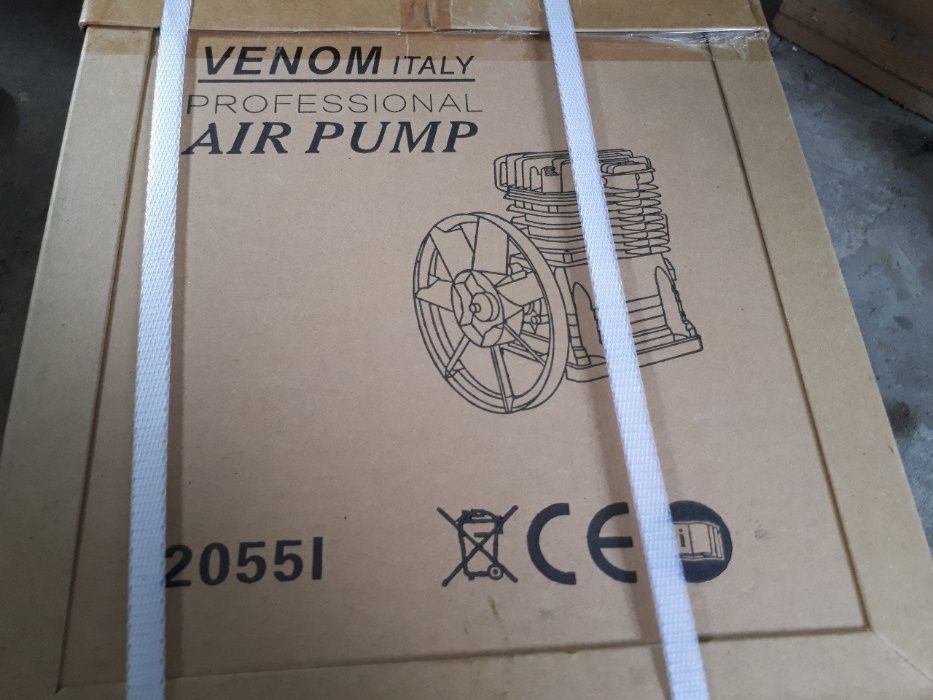 VENOM ITALY
PROFESSIONAL
AIR PUMP
2055I
CE
i